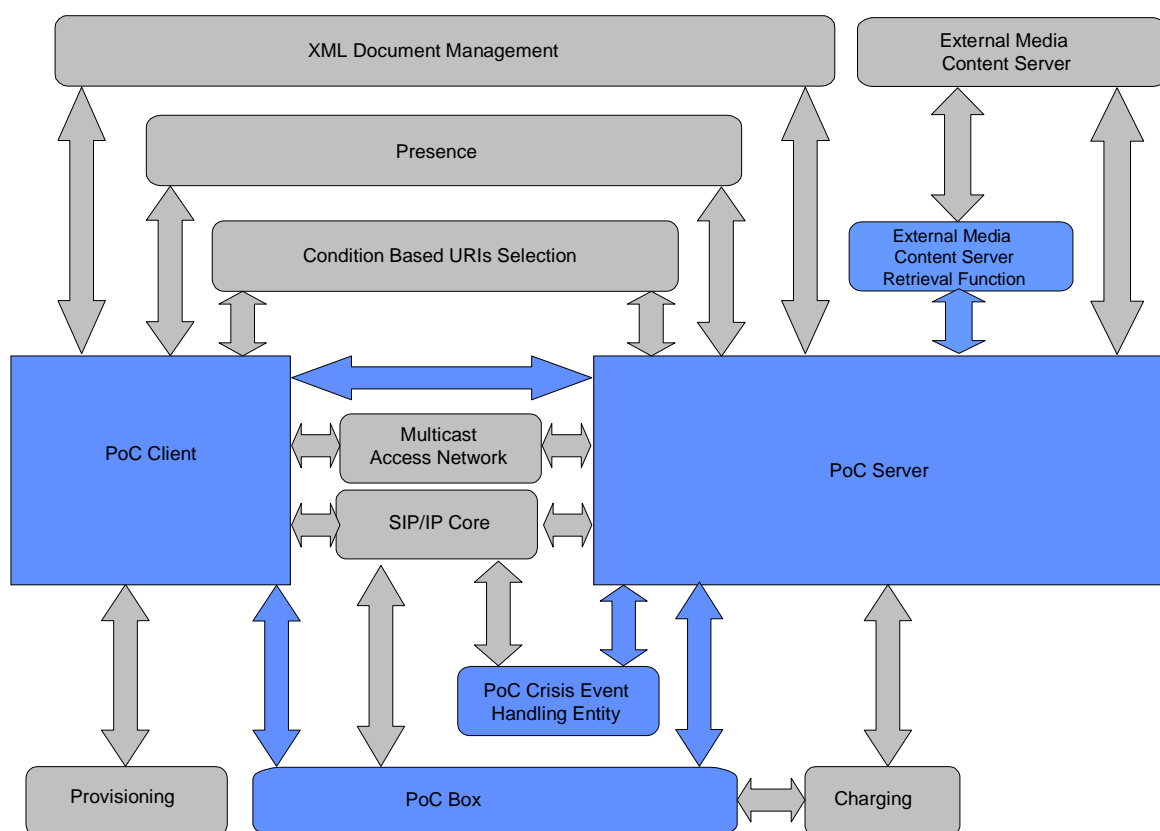 XML Document Management
External Media
Content Server
Presence
Condition Based URIs Selection
External Media
Content Server
Retrieval Function
PoC Client
Multicast
Access Network
PoC Server
SIP/IP Core
PoC Crisis Event
Handling Entity
Provisioning
PoC Box
Charging